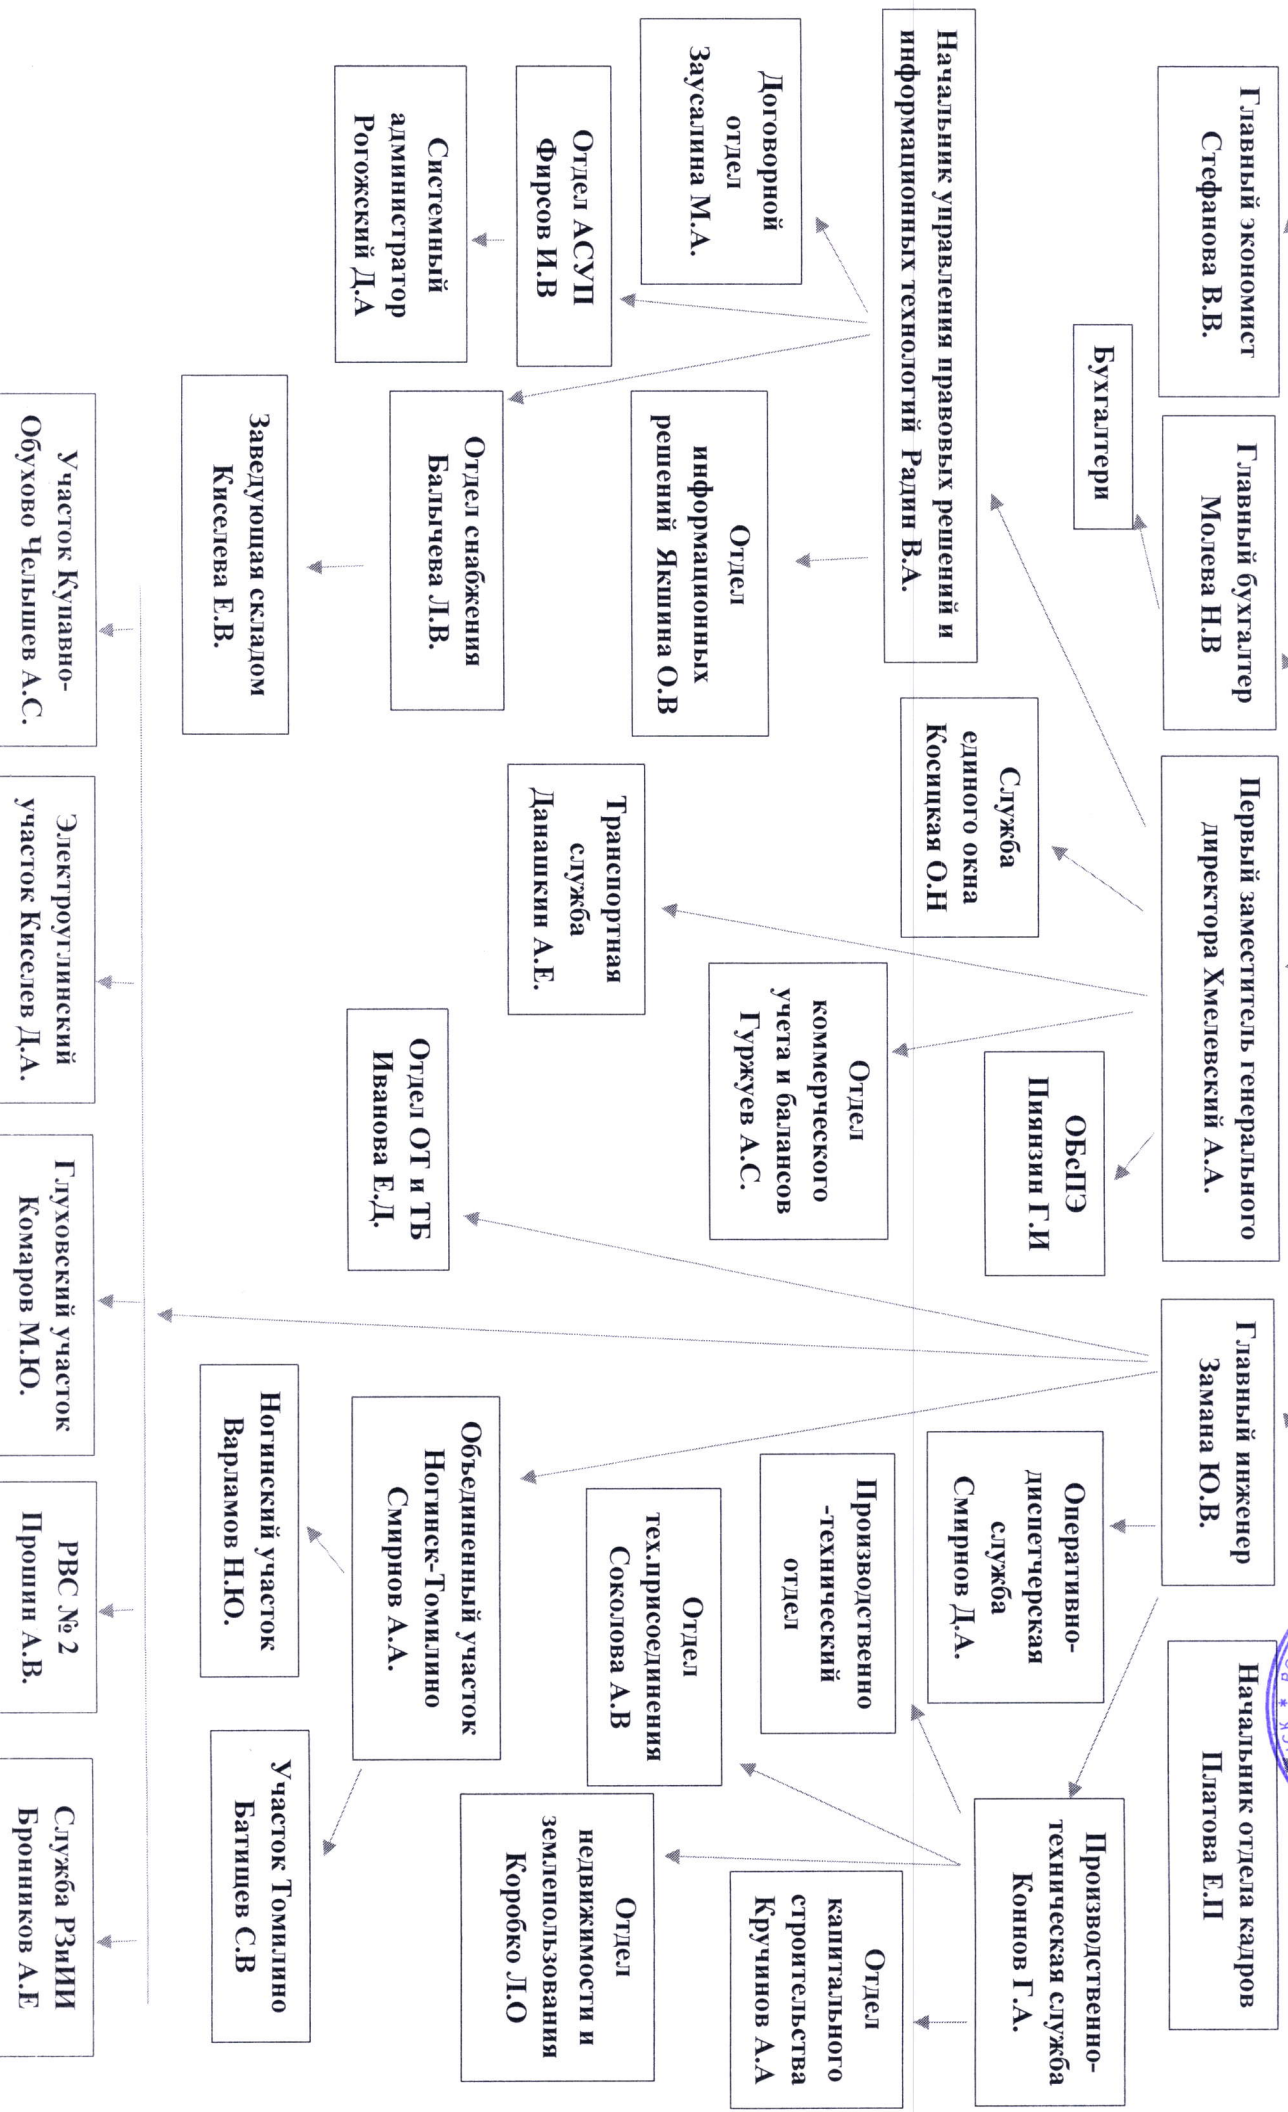 Главный экономист
Стефанова В.В.
Главный бухгалтер
Молева Н.В
Первый заместитель генерального
директора Хмелевский А.А.
Главный инженер
Замана Ю.В.
Начальник отдела кадров
Платова Е.П
Бухгалтери
Начальник управления правовых решений и
информационных технологий Радин В.А.
Служба
единого окна
Косицкая О.Н
ОБсПЭ
Пиянзин Г.И
Оперативно-
диспетчерская
служба
Смирнов Д.А.
Производственно-
техническая служба
Коннов Г.А.
Договорной
отдел
Заусалина М.А.
Отдел
информационных
решений Якшина О.В
Отдел
коммерческого
учета и балансов
Гуржуев А.С.
Производственно
-технический
отдел
Отдел
капитального
строительства
Кручинов А.А
Отдел АСУП
Фирсов И.В
Транспортная
служба
Данашкин А.Е.
Отдел
тех.присоединения
Соколова А.В
Отдел
недвижимости и
землепользования
Коробко Л.О
Системный
администратор
Рогожский Д.А
Отдел снабжения
Балычева Л.В.
Отдел ОТ и ТБ
Иванова Е.Д.
Объединенный участок
Ногинск-Томилино
Смирнов А.А.
Заведующая складом
Киселева Е.В.
Ногинский участок
Варламов Н.Ю.
Участок Томилино
Батищев С.В
Участок Купавно-
Обухово Челышев А.С.
Электроуглинский
участок Киселев Д.А.
Глуховский участок
Комаров М.Ю.
РВС № 2
Прошин А.В.
Служба РЗиИИ
Бронников А.Е